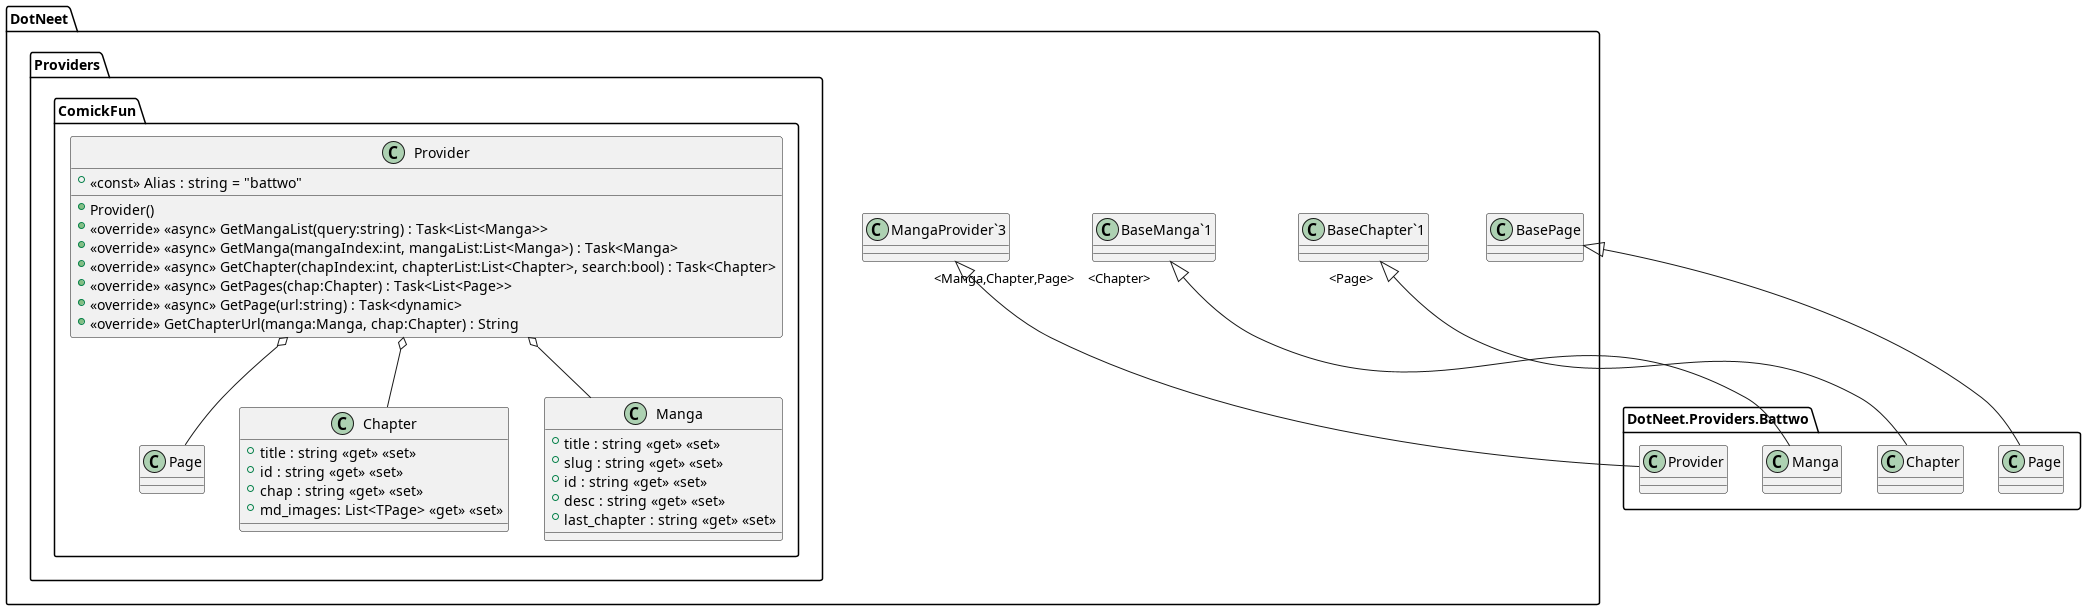 DotNeet
Providers
ComickFun
C Provider
«const» Alias : string = "battwo"
Provider()
«override» «async» GetMangaList(query:string) : Task<List<Manga>>
«override» «async» GetManga(mangaIndex:int, mangaList:List<Manga>) : Task<Manga>
«override» «async» GetChapter(chapIndex:int, chapterList:List<Chapter>, search:bool) : Task<Chapter>
«override» «async» GetPages(chap:Chapter) : Task<List<Page>>
«override» «async» GetPage(url:string) : Task<dynamic>
«override» GetChapterUrl(manga:Manga, chap:Chapter) : String
C MangaProvider`3
C BaseManga`1
C BaseChapter`1
C BasePage
<Manga,Chapter,Page>
<Chapter>
<Page>
C Page
C Chapter
title : string «get» «set»
id : string «get» «set»
chap : string «get» «set»
md_images: List<TPage> «get» «set»
C Manga
title : string «get» «set»
slug : string «get» «set»
id : string «get» «set»
desc : string «get» «set»
last_chapter : string «get» «set»
DotNeet.Providers.Battwo
C Provider
C Manga
C Chapter
C Page